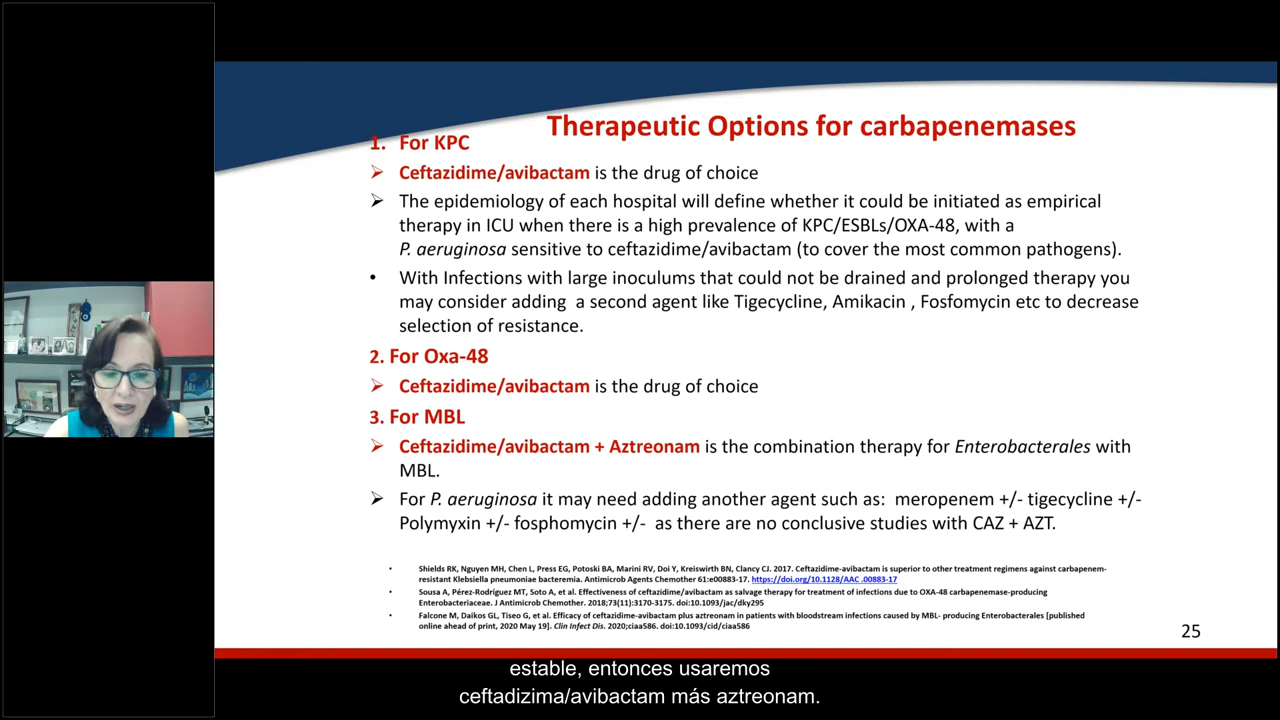 Therapeutic Options for carbapenemases
1. For KPC
➢ Ceftazidime/avibactam is the drug of choice
➢ The epidemiology of each hospital will define whether it could be initiated as empirical
therapy in ICU when there is a high prevalence of KPC/ESBLs/OXA-48, with a
P. aeruginosa sensitive to ceftazidime/avibactam (to cover the most common pathogens).
• With Infections with large inoculums that could not be drained and prolonged therapy you
may consider adding a second agent like Tigecycline, Amikacin , Fosfomycin etc to decrease
selection of resistance.
2. For Oxa-48
➢ Ceftazidime/avibactam is the drug of choice
3. For MBL
➢ Ceftazidime/avibactam + Aztreonam is the combination therapy for Enterobacterales with
MBL.
➢ For P. aeruginosa it may need adding another agent such as: meropenem +/- tigecycline +/-
Polymyxin +/- fosphomycin +/- as there are no conclusive studies with CAZ + AZT.
• Shields RK, Nguyen MH, Chen L, Press EG, Potoski BA, Marini RV, Doi Y, Kreiswirth BN, Clancy CJ. 2017. Ceftazidime-avibactam is superior to other treatment regimens against carbapenem-
resistant Klebsiella pneumoniae bacteremia. Antimicrob Agents Chemother 61:e00883-17. https://doi.org/10.1128/AAC .00883-17
• Sousa A, Pérez-Rodríguez MT, Soto A, et al. Effectiveness of ceftazidime/avibactam as salvage therapy for treatment of infections due to OXA-48 carbapenemase-producing
Enterobacteriaceae. J Antimicrob Chemother. 2018;73(11):3170-3175. doi:10.1093/jac/dky295
• Falcone M, Daikos GL, Tiseo G, et al. Efficacy of ceftazidime-avibactam plus aztreonam in patients with bloodstream infections caused by MBL- producing Enterobacterales [published
online ahead of print, 2020 May 19]. Clin Infect Dis. 2020;ciaa586. doi:10.1093/cid/ciaa586
25
estable, entonces usaremos
ceftadizima/avibactam más aztreonam.